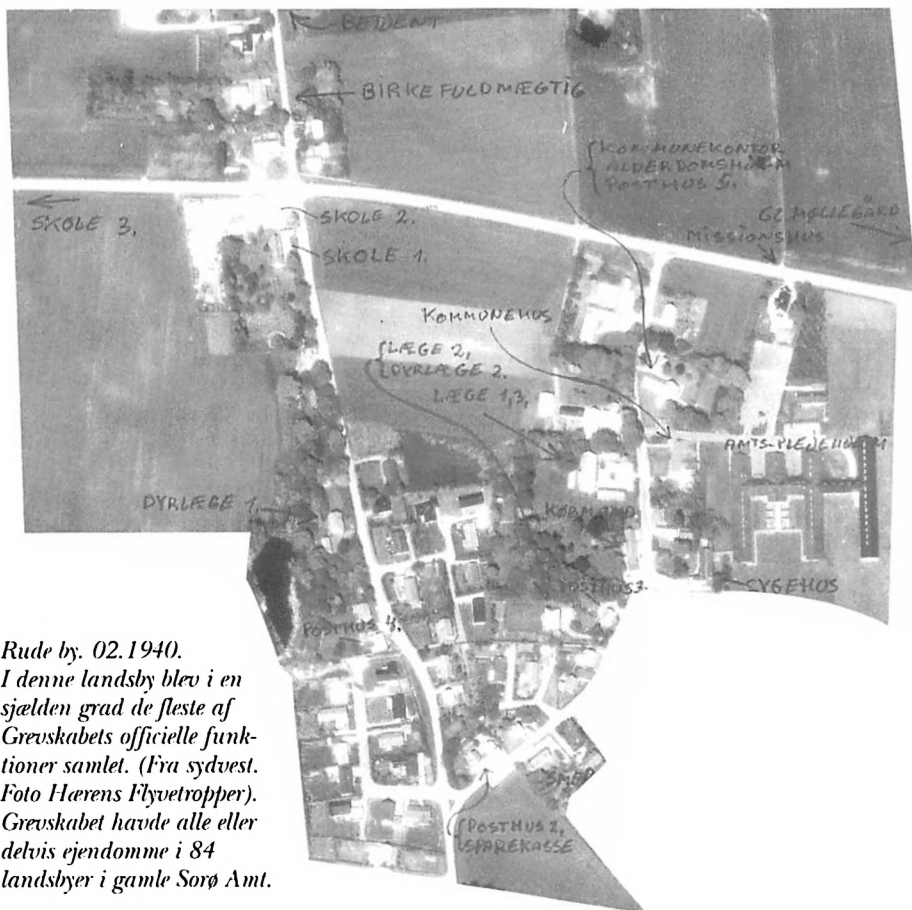 BETJENT
BIRKEFULDMÆGTIG
KOMMUNEKONTOR
ALDERDOMSHJEM
POSTHUS 5.
SKOLE 3,
SKOLE 2.
GL. MØLLEGÅRD
MISSIONSHUS
SKOLE 1.
KOMMUNEHUS
LÆGE 2,
DYRLÆGE 2.
LÆGE 1,3,
AMTS-PLEJEHJEM
DYRLÆGE 1.
KØBMAND
SYGEHUS
POSTHUS 3.
POSTHUS 4.
SMED
POSTHUS 2,
SPAREKASSE
Rude by. 02.1940.
I denne landsby blev i en
sjælden grad de fleste af
Grevskabets officielle funk-
tioner samlet. (Fra sydvest.
Foto Hærens Flyvetropper).
Grevskabet havde alle eller
delvis ejendomme i 84
landsbyer i gamle Sorø Amt.